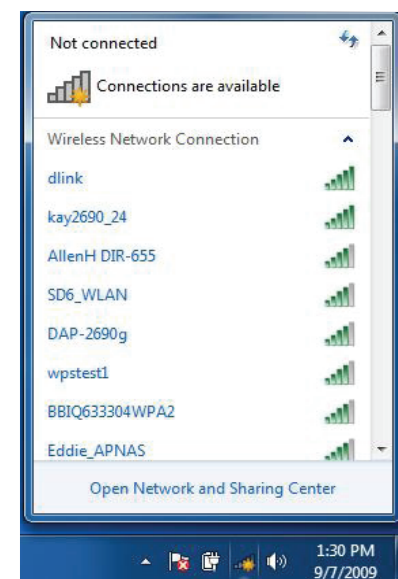 Not connected
Connections are available
Wireless Network Connection
dlink
kay2690_24
AllenH DIR-655
SD6_WLAN
DAP-2690g
wpstest1
BBIQ633304WPA2
Eddie_APNAS
Open Network and Sharing Center
1:30 PM
9/7/2009